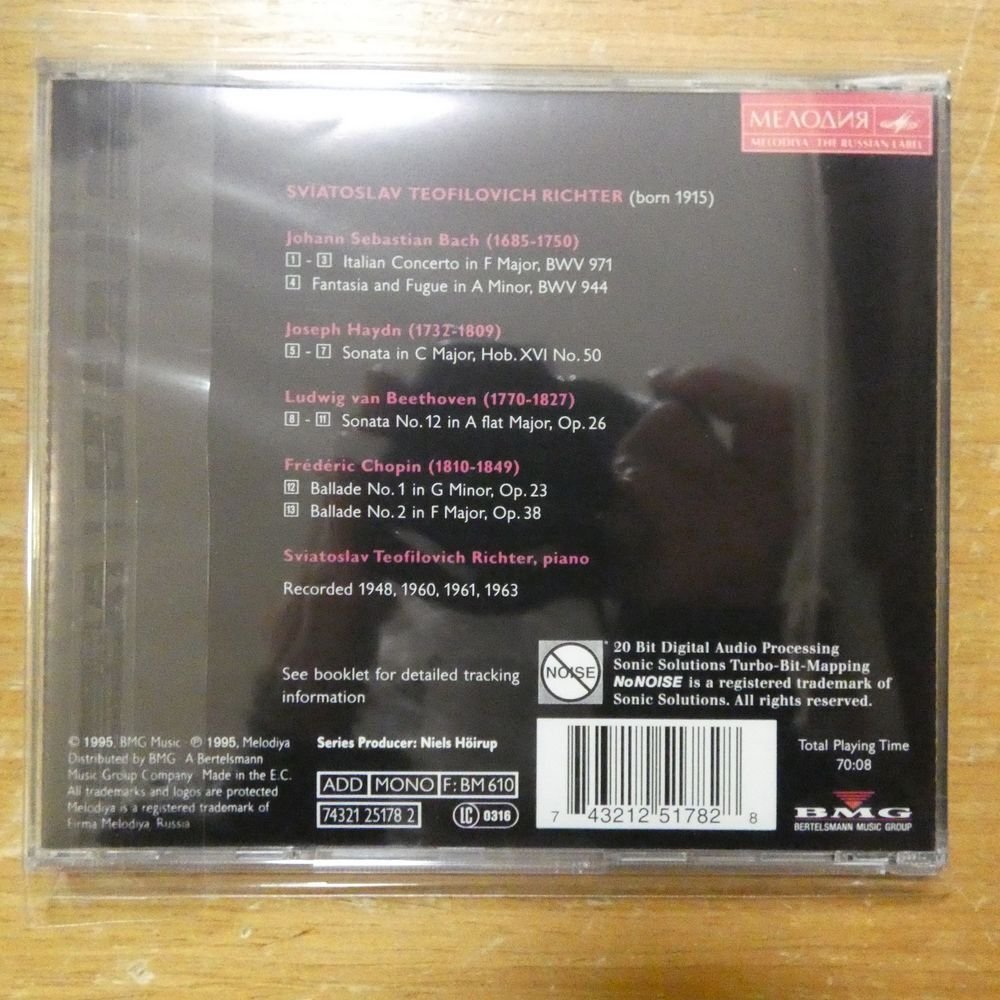 МЕЛОДИЯ
MELODIYA THE RUSSIAN LABEL
SVIATOSLAV TEOFILOVICH RICHTER (born 1915)
Johann Sebastian Bach (1685-1750)
1 - 3 Italian Concerto in F Major, BWV 971
4 Fantasia and Fugue in A Minor, BWV 944
Joseph Haydn (1732-1809)
5 - 7 Sonata in C Major, Hob. XVI No. 50
Ludwig van Beethoven (1770-1827)
8 - 11 Sonata No. 12 in A flat Major, Op. 26
Frédéric Chopin (1810-1849)
12 Ballade No. 1 in G Minor, Op. 23
13 Ballade No. 2 in F Major, Op. 38
Sviatoslav Teofilovich Richter, piano
Recorded 1948, 1960, 1961, 1963
See booklet for detailed tracking
information
NOISE
20 Bit Digital Audio Processing
Sonic Solutions Turbo-Bit-Mapping
NoNOISE is a registered trademark of
Sonic Solutions. All rights reserved.
© 1995, BMG Music · ℗ 1995, Melodiya
Distributed by BMG · A Bertelsmann
Music Group Company · Made in the E.C.
All trademarks and logos are protected
Melodiya is a registered trademark of
Firma Melodiya, Russia
Series Producer: Niels Höirup
ADD MONO F: BM 610
74321 25178 2
LC 0316
7 43212 51782 8
Total Playing Time
70:08
BMG
BERTELSMANN MUSIC GROUP